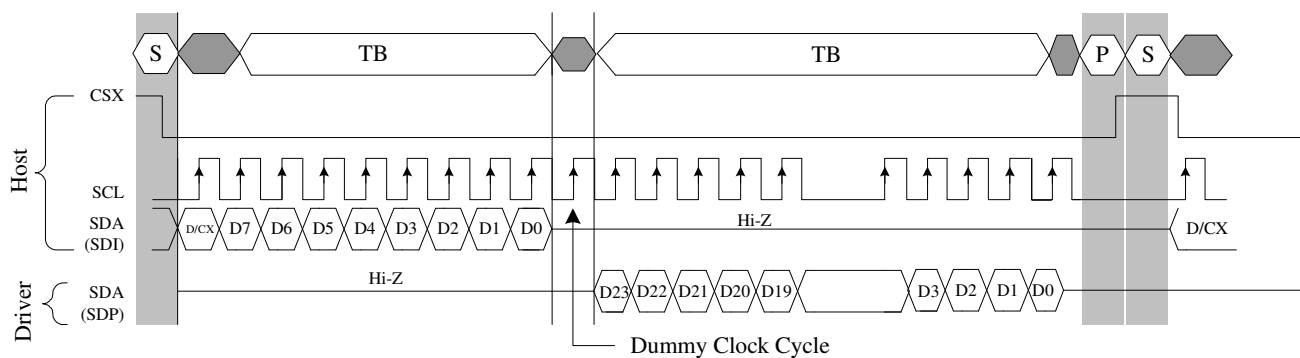 S TB TB P S
CSX
Host
SCL
SDA
(SDI)
D/CX D7 D6 D5 D4 D3 D2 D1 D0 Hi-Z D/CX
Hi-Z
Driver
SDA
(SDP)
D23 D22 D21 D20 D19 D3 D2 D1 D0
Dummy Clock Cycle